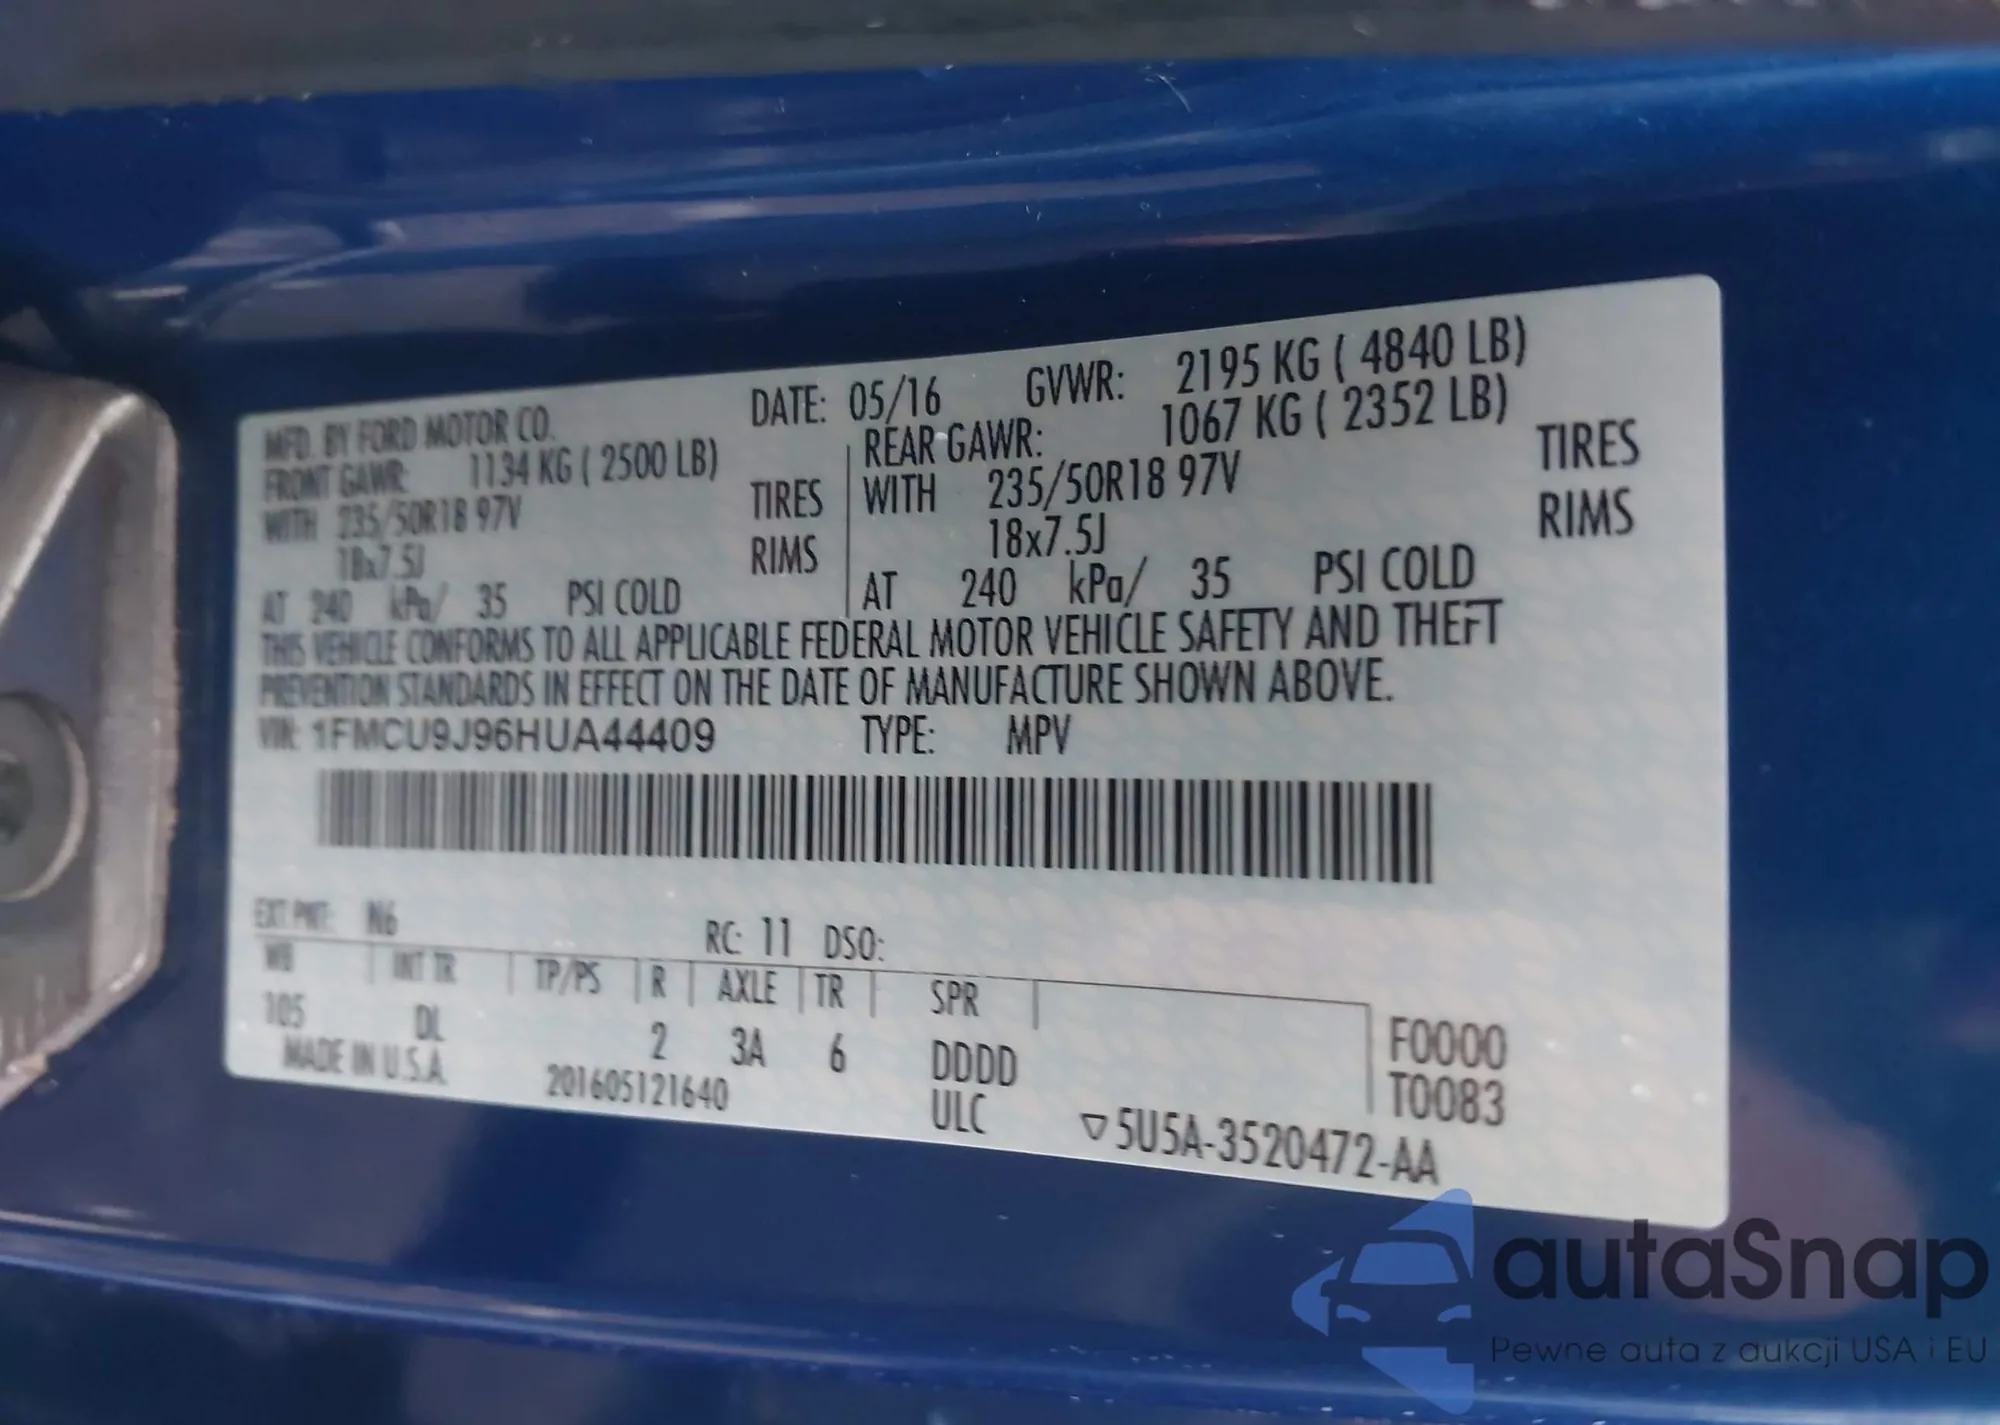 MFD. BY FORD MOTOR CO. DATE: 05/16 GVWR: 2195 KG ( 4840 LB)
FRONT GAWR: 1134 KG ( 2500 LB) REAR GAWR: 1067 KG ( 2352 LB)
WITH 235/50R18 97V TIRES WITH 235/50R18 97V TIRES
18x7.5J RIMS 18x7.5J RIMS
AT 240 kPa/ 35 PSI COLD AT 240 kPa/ 35 PSI COLD
THIS VEHICLE CONFORMS TO ALL APPLICABLE FEDERAL MOTOR VEHICLE SAFETY AND THEFT
PREVENTION STANDARDS IN EFFECT ON THE DATE OF MANUFACTURE SHOWN ABOVE.
VIN: 1FMCU9J96HUA44409 TYPE: MPV
EXT PNT: N6 RC: 11 DSO:
WB INT TR TP/PS R AXLE TR SPR
105 DL 2 3A 6 DDDD F0000
MADE IN U.S.A. 201605121640 ULC T0083
▽5U5A-3520472-AA
autaSnap
Pewne auta z aukcji USA i EU